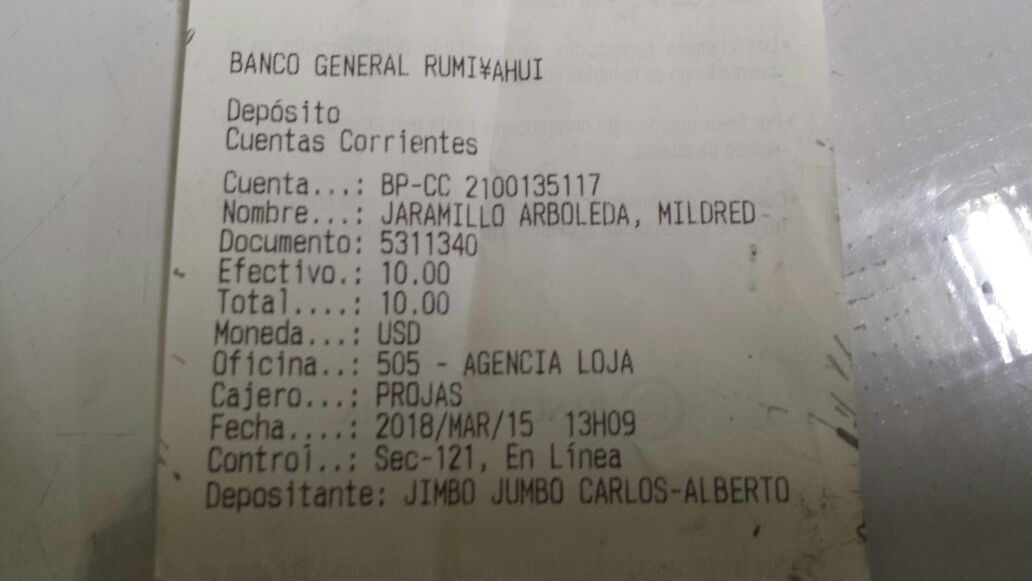 BANCO GENERAL RUMI¥AHUI
Depósito
Cuentas Corrientes
Cuenta...: BP-CC 2100135117
Nombre...: JARAMILLO ARBOLEDA, MILDRED
Documento: 5311340
Efectivo.: 10.00
Total....: 10.00
Moneda...: USD
Oficina..: 505 - AGENCIA LOJA
Cajero...: PROJAS
Fecha....: 2018/MAR/15 13H09
Control..: Sec-121, En Línea
Depositante: JIMBO JUMBO CARLOS-ALBERTO